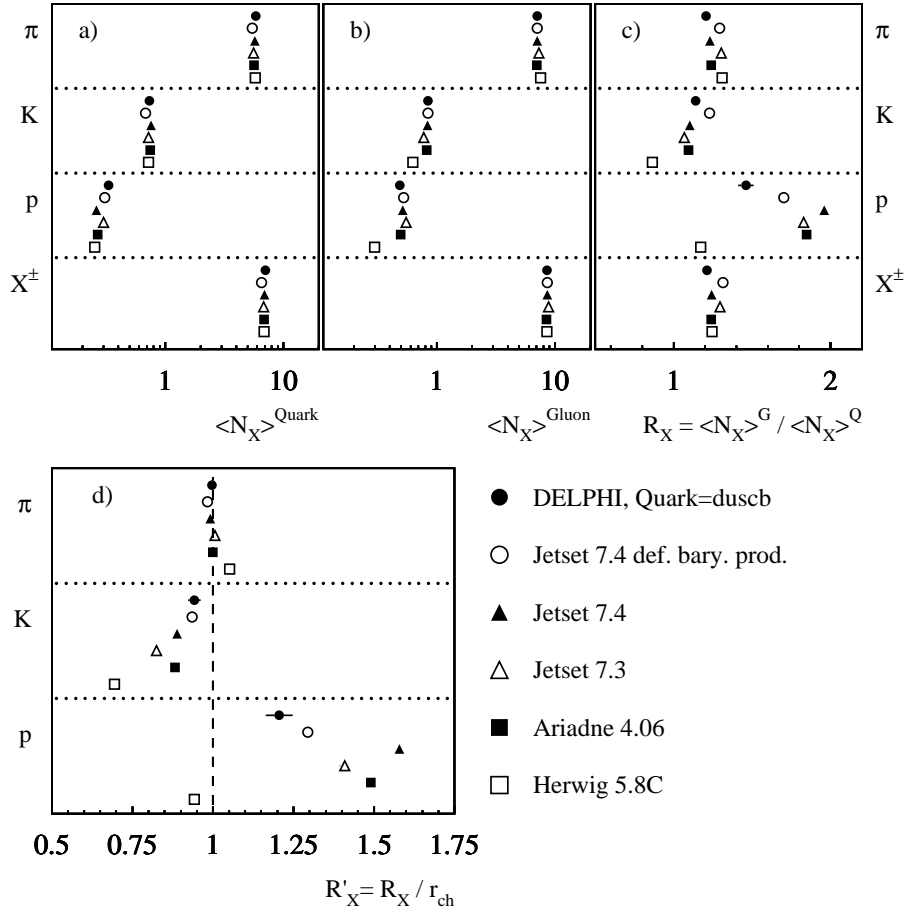 π a) b) c) π
K K
p p
X± X±
1 10 1 10 1 2
<N_X>^Quark <N_X>^Gluon R_X = <N_X>^G / <N_X>^Q
d)
π
K
p
0.5 0.75 1 1.25 1.5 1.75
R'_X= R_X / r_ch
DELPHI, Quark=duscb
Jetset 7.4 def. bary. prod.
Jetset 7.4
Jetset 7.3
Ariadne 4.06
Herwig 5.8C